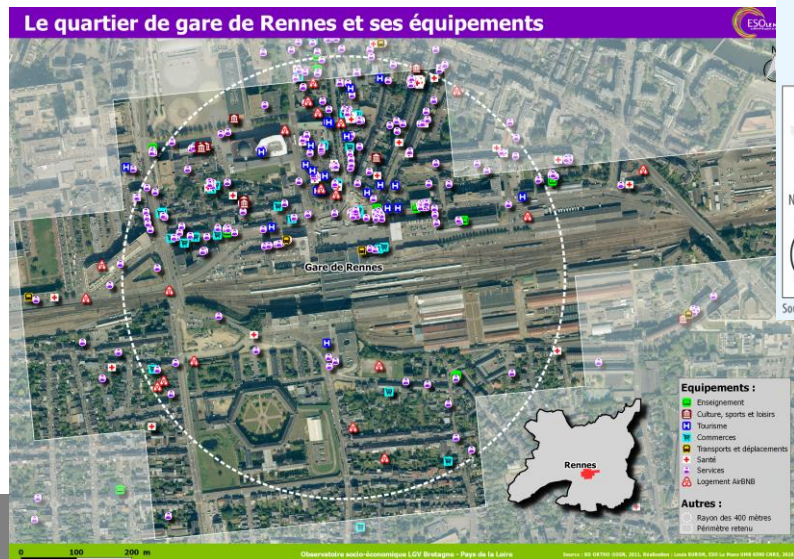 Le quartier de gare de Rennes et ses équipements
Gare de Rennes
Rennes
Equipements :
Enseignement
Culture, sports et loisirs
Tourisme
Commerces
Transports et déplacements
Santé
Services
Logement AirBNB
Autres :
Rayon des 400 mètres
Périmètre retenu
0 100 200 m
Observatoire socio-économique LGV Bretagne - Pays de la Loire